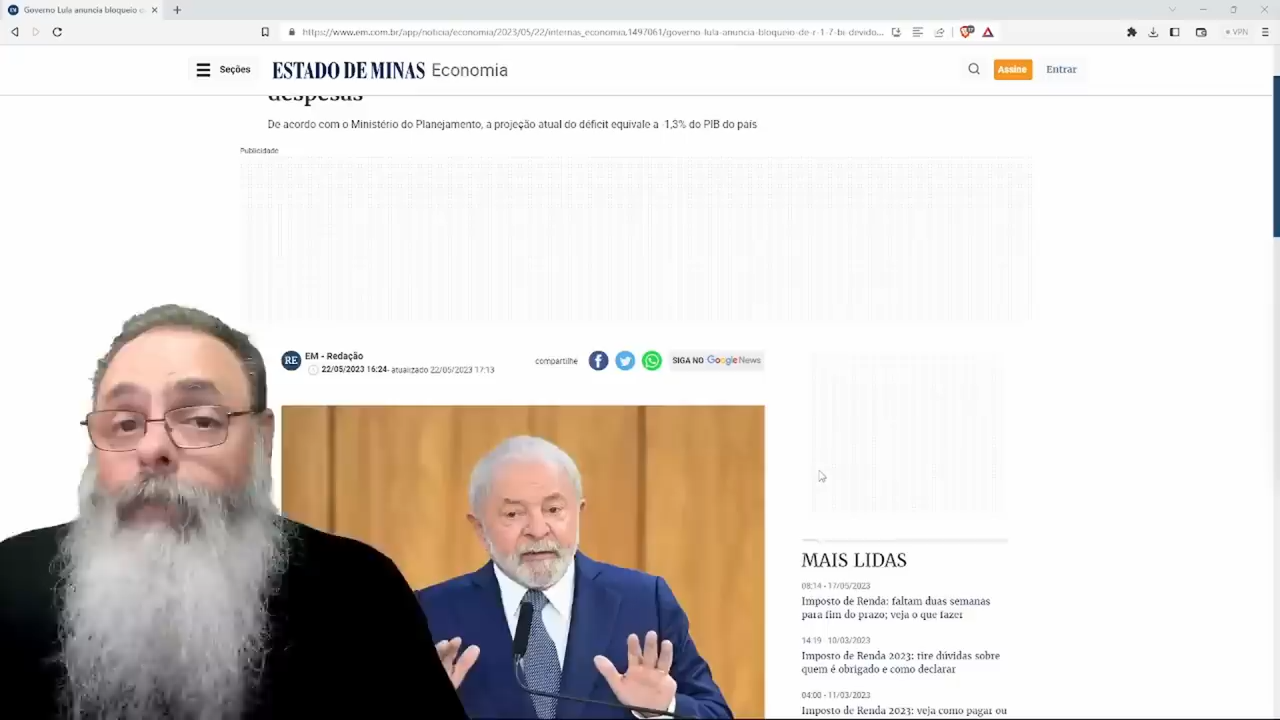 Governo Lula anuncia bloqueio
https://www.em.com.br/app/noticia/economia/2023/05/22/internas_economia,1497061/governo-lula-anuncia-bloqueio-de-r-1-7-bi-devido...
VPN
Seções
ESTADO DE MINAS Economia
Assine
Entrar
despesas
De acordo com o Ministério do Planejamento, a projeção atual do déficit equivale a -1,3% do PIB do país
Publicidade
RE
EM - Redação
22/05/2023 16:24 - atualizado 22/05/2023 17:13
compartilhe
SIGA NO Google News
MAIS LIDAS
08:14 - 17/05/2023
Imposto de Renda: faltam duas semanas
para fim do prazo; veja o que fazer
14:19 - 10/03/2023
Imposto de Renda 2023: tire dúvidas sobre
quem é obrigado e como declarar
04:00 - 11/03/2023
Imposto de Renda 2023: veja como pagar ou